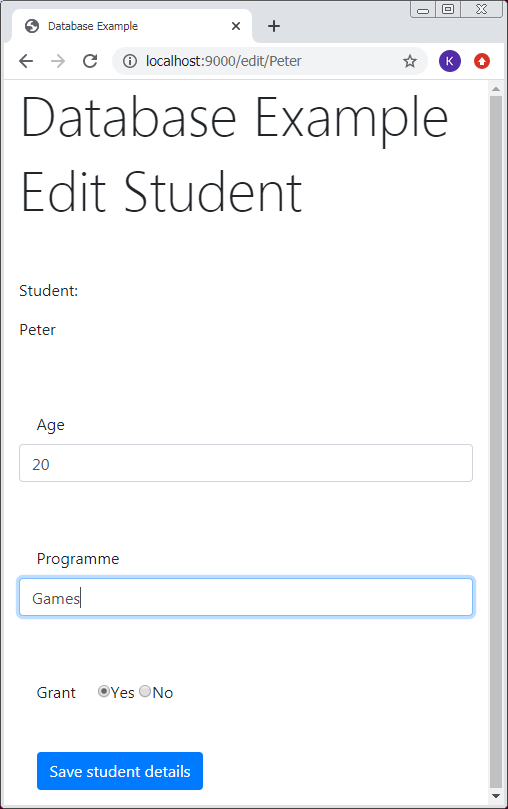 Database Example
localhost:9000/edit/Peter
K
Database Example
Edit Student
Student:
Peter
Age
20
Programme
Games
Grant Yes No
Save student details